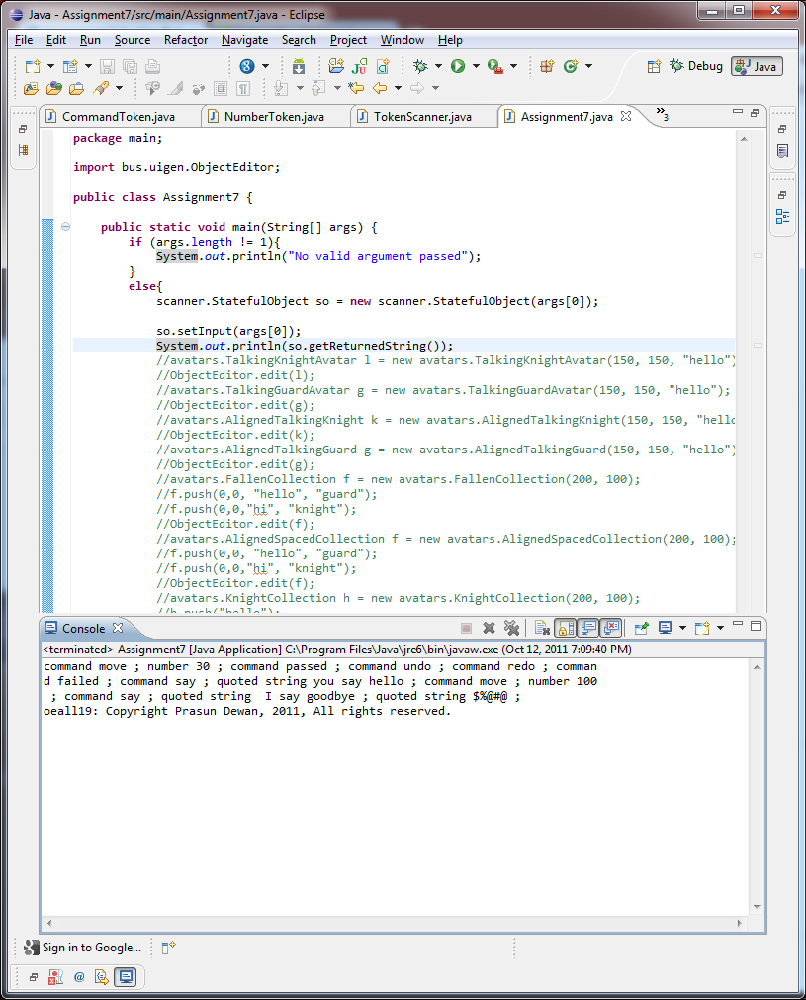 Java - Assignment7/src/main/Assignment7.java - Eclipse
File Edit Run Source Refactor Navigate Search Project Window Help
Debug Java
CommandToken.java NumberToken.java TokenScanner.java Assignment7.java »3
package main;
import bus.uigen.ObjectEditor;
public class Assignment7 {
public static void main(String[] args) {
if (args.length != 1){
System.out.println("No valid argument passed");
}
else{
scanner.StatefulObject so = new scanner.StatefulObject(args[0]);
so.setInput(args[0]);
System.out.println(so.getReturnedString());
//avatars.TalkingKnightAvatar l = new avatars.TalkingKnightAvatar(150, 150, "hello")
//ObjectEditor.edit(l);
//avatars.TalkingGuardAvatar g = new avatars.TalkingGuardAvatar(150, 150, "hello");
//ObjectEditor.edit(g);
//avatars.AlignedTalkingKnight k = new avatars.AlignedTalkingKnight(150, 150, "hello
//ObjectEditor.edit(k);
//avatars.AlignedTalkingGuard g = new avatars.AlignedTalkingGuard(150, 150, "hello")
//ObjectEditor.edit(g);
//avatars.FallenCollection f = new avatars.FallenCollection(200, 100);
//f.push(0,0, "hello", "guard");
//f.push(0,0,"hi", "knight");
//ObjectEditor.edit(f);
//avatars.AlignedSpacedCollection f = new avatars.AlignedSpacedCollection(200, 100);
//f.push(0,0, "hello", "guard");
//f.push(0,0,"hi", "knight");
//ObjectEditor.edit(f);
//avatars.KnightCollection h = new avatars.KnightCollection(200, 100);
//h.push("hello");
Console
<terminated> Assignment7 [Java Application] C:\Program Files\Java\jre6\bin\javaw.exe (Oct 12, 2011 7:09:40 PM)
command move ; number 30 ; command passed ; command undo ; command redo ; comman
d failed ; command say ; quoted string you say hello ; command move ; number 100
; command say ; quoted string  I say goodbye ; quoted string $%@#@ ;
oeall19: Copyright Prasun Dewan, 2011, All rights reserved.
Sign in to Google...